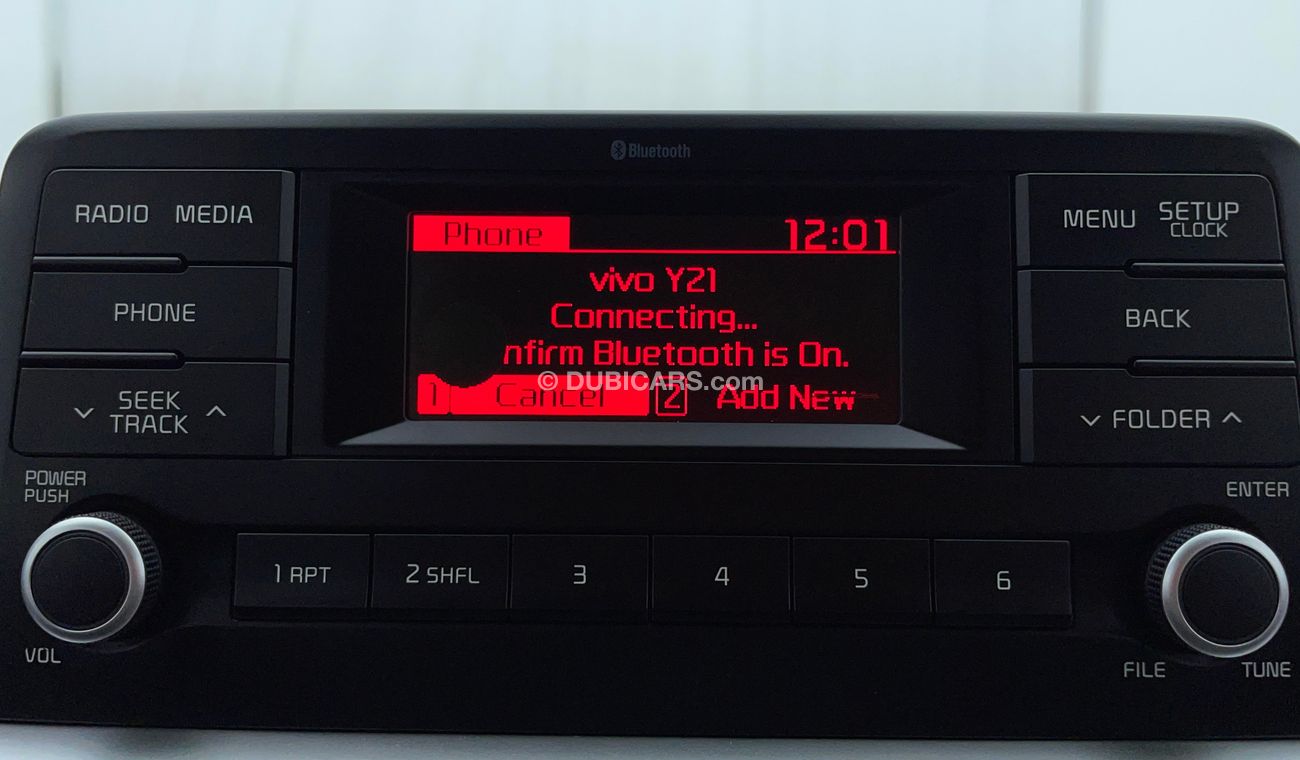 Bluetooth
RADIO MEDIA
PHONE
SEEK
TRACK
POWER
PUSH
VOL
Phone 12:01
vivo Y21
Connecting...
nfirm Bluetooth is On.
1 Cancel 2 Add New
© DUBICARS.com
MENU SETUP
CLOCK
BACK
FOLDER
ENTER
FILE TUNE
1 RPT 2 SHFL 3 4 5 6